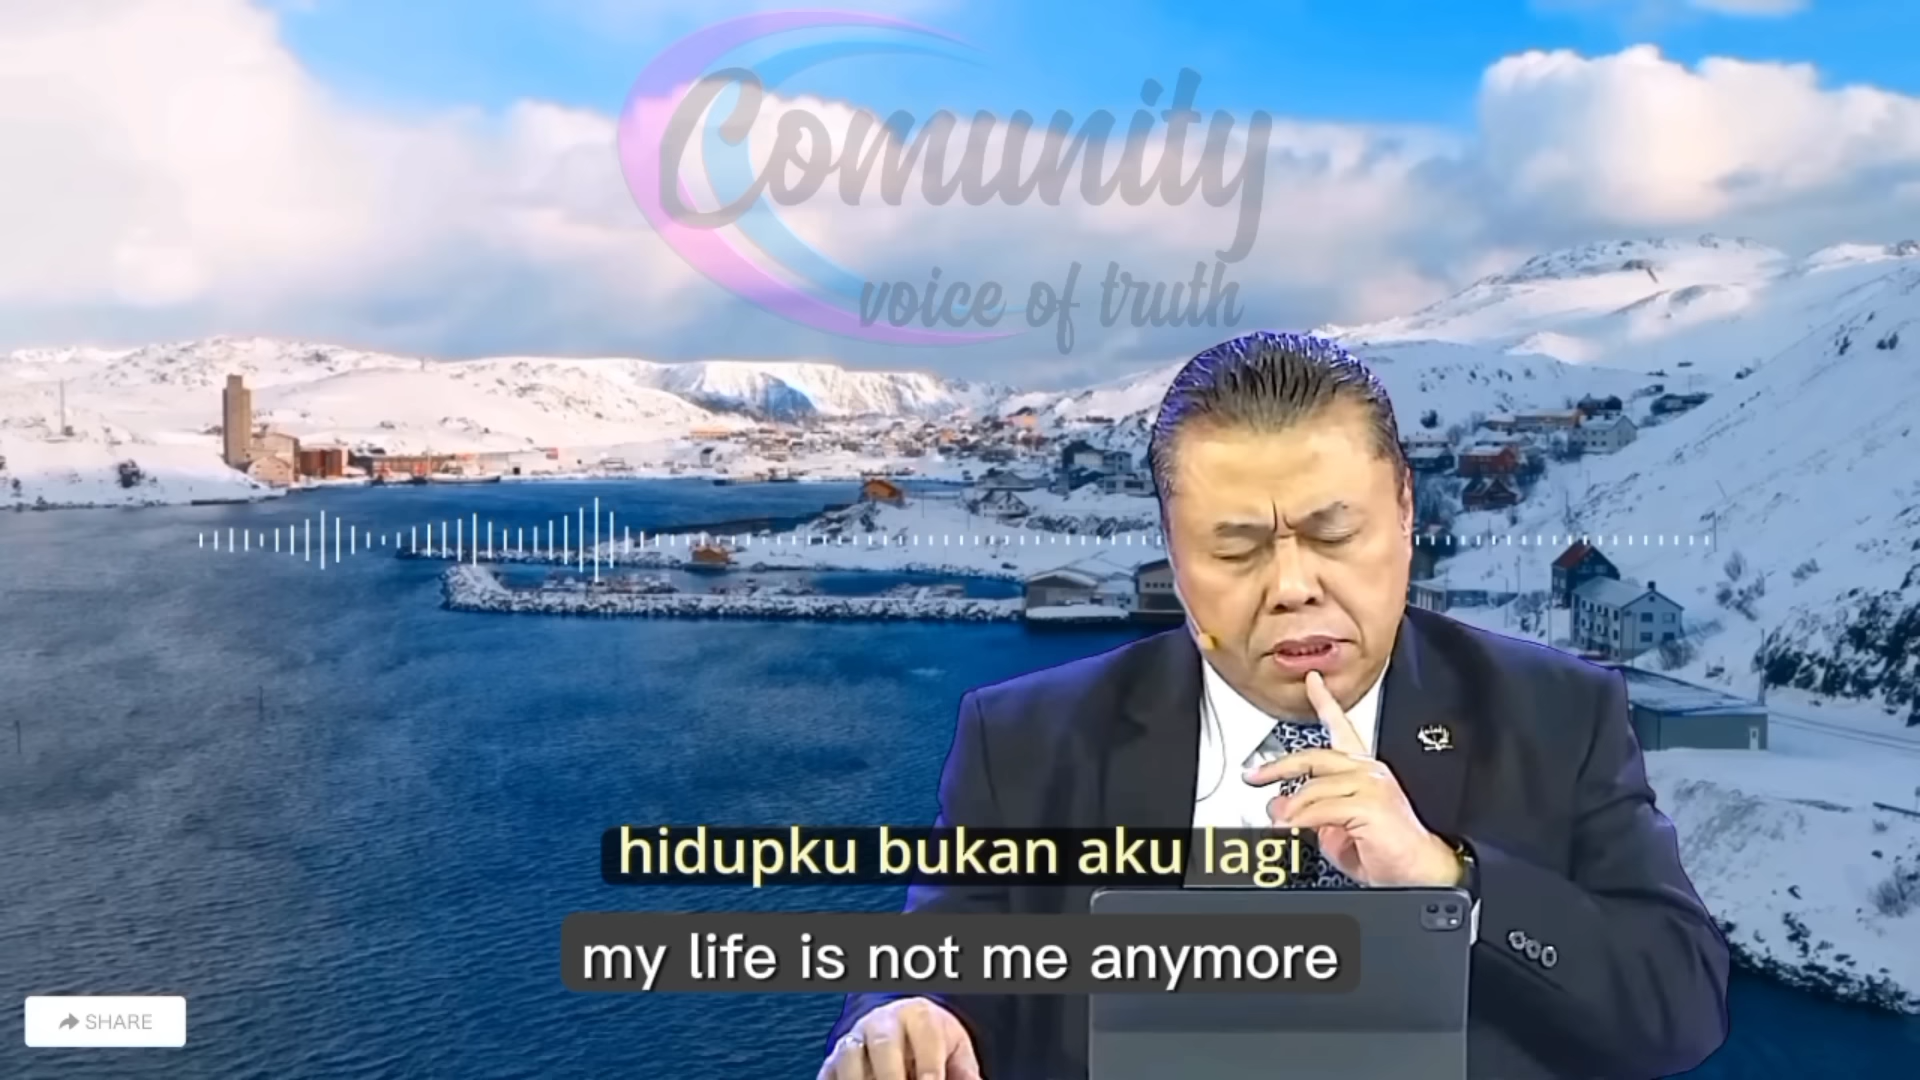 Comunity
voice of truth
hidupku bukan aku lagi
my life is not me anymore
SHARE